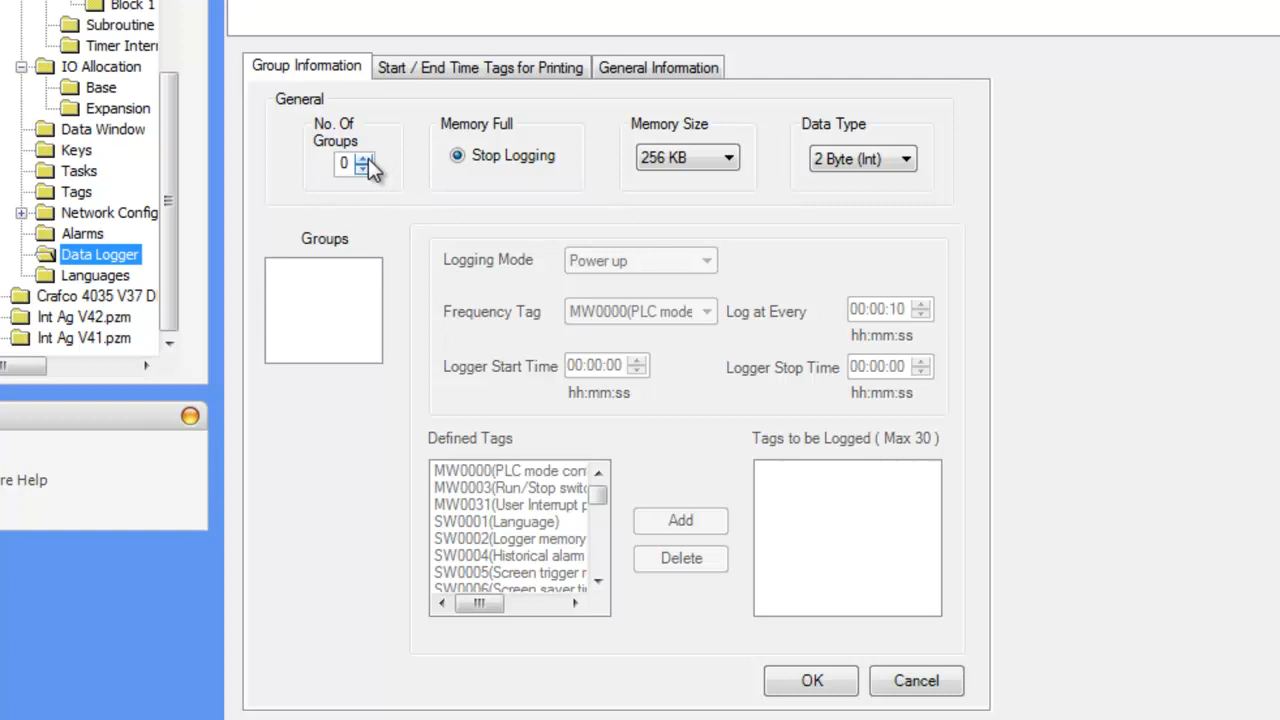 Block 1
Subroutine
Timer Inter
IO Allocation
Base
Expansion
Data Window
Keys
Tasks
Tags
Network Config
Alarms
Data Logger
Languages
Crafco 4035 V37 D
Int Ag V42.pzm
Int Ag V41.pzm
re Help
Group Information
Start / End Time Tags for Printing
General Information
General
No. Of
Groups
0
Memory Full
Stop Logging
Memory Size
256 KB
Data Type
2 Byte (Int)
Groups
Logging Mode
Power up
Frequency Tag
MW0000(PLC mode
Log at Every
00:00:10
hh:mm:ss
Logger Start Time
00:00:00
hh:mm:ss
Logger Stop Time
00:00:00
hh:mm:ss
Defined Tags
MW0000(PLC mode con
MW0003(Run/Stop switc
MW0031(User Interrupt p
SW0001(Language)
SW0002(Logger memory
SW0004(Historical alarm
SW0005(Screen trigger r
SW0006(Screen saver ti
Add
Delete
Tags to be Logged ( Max 30 )
OK
Cancel